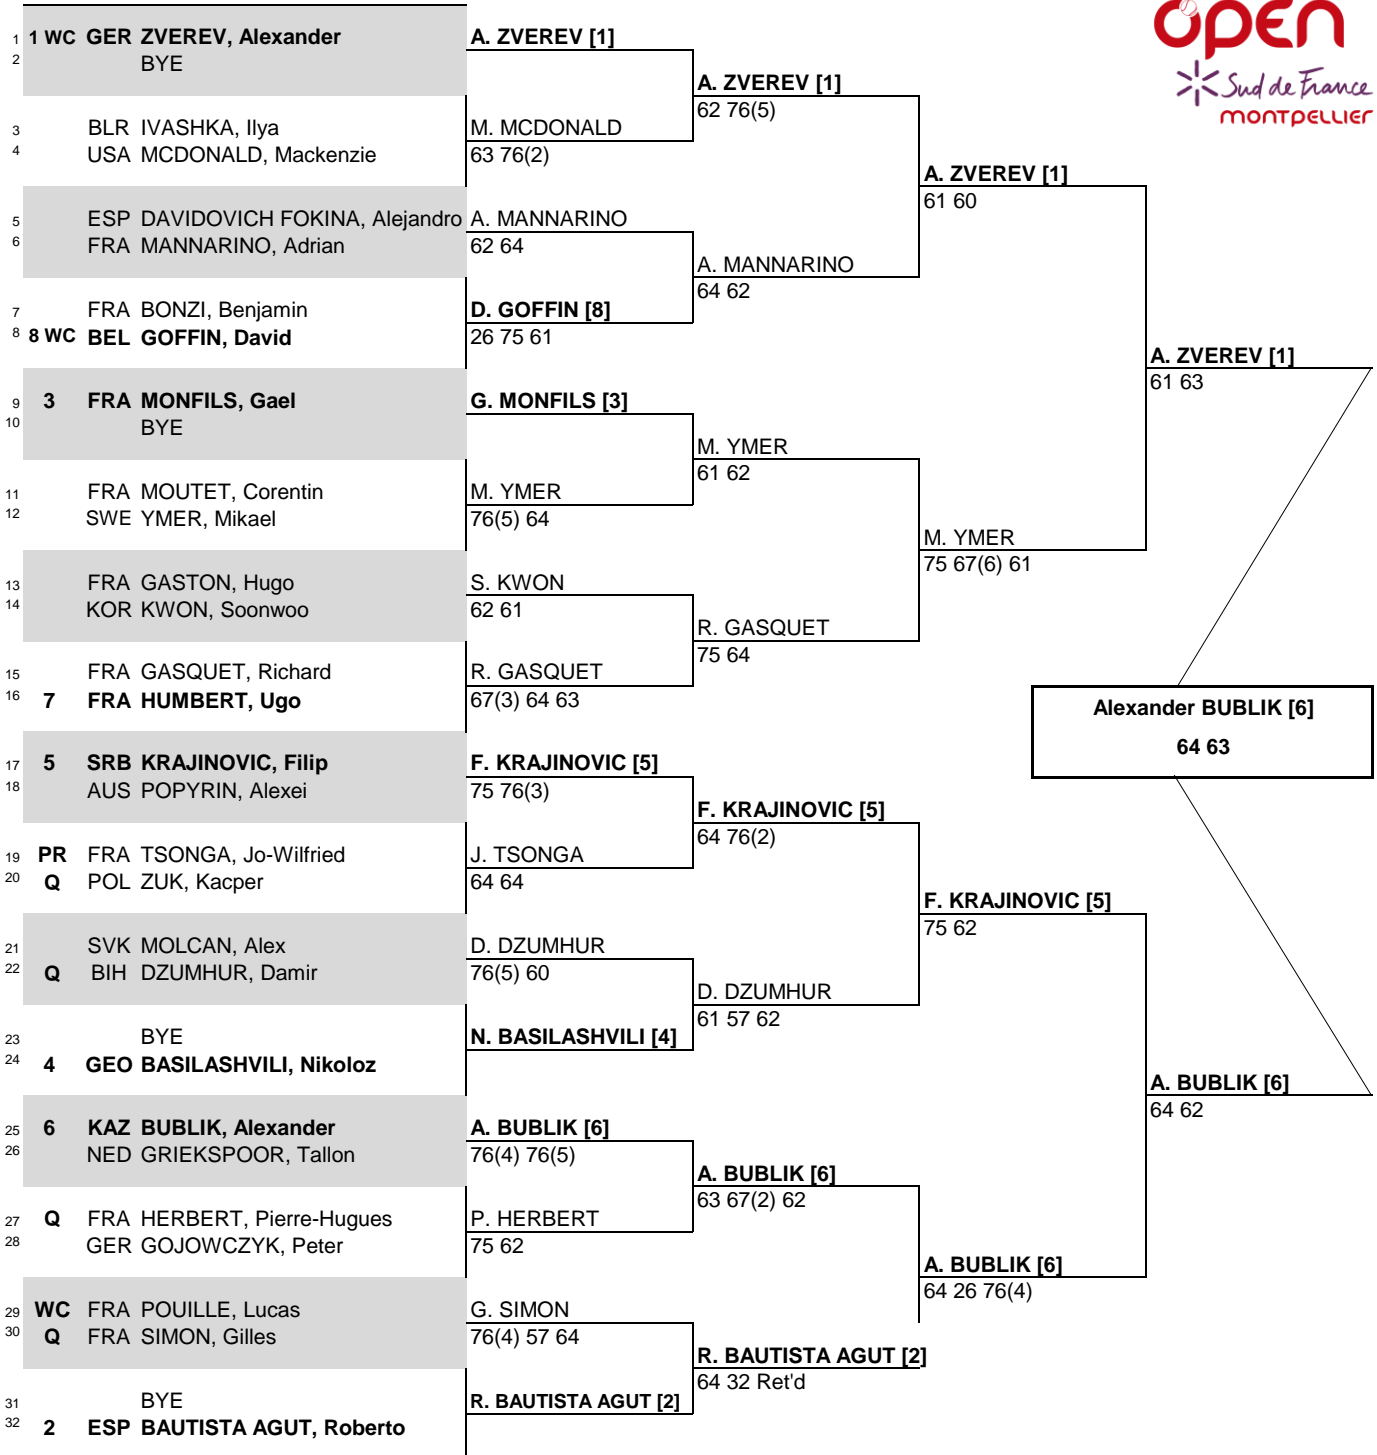 OPEN
Sud de France
MONTPELLIER
1 1 WC GER ZVEREV, Alexander
2 BYE
3 BLR IVASHKA, Ilya
4 USA MCDONALD, Mackenzie
5 ESP DAVIDOVICH FOKINA, Alejandro
6 FRA MANNARINO, Adrian
7 FRA BONZI, Benjamin
8 8 WC BEL GOFFIN, David
9 3 FRA MONFILS, Gael
10 BYE
11 FRA MOUTET, Corentin
12 SWE YMER, Mikael
13 FRA GASTON, Hugo
14 KOR KWON, Soonwoo
15 FRA GASQUET, Richard
16 7 FRA HUMBERT, Ugo
17 5 SRB KRAJINOVIC, Filip
18 AUS POPYRIN, Alexei
19 PR FRA TSONGA, Jo-Wilfried
20 Q POL ZUK, Kacper
21 SVK MOLCAN, Alex
22 Q BIH DZUMHUR, Damir
23 BYE
24 4 GEO BASILASHVILI, Nikoloz
25 6 KAZ BUBLIK, Alexander
26 NED GRIEKSPOOR, Tallon
27 Q FRA HERBERT, Pierre-Hugues
28 GER GOJOWCZYK, Peter
29 WC FRA POUILLE, Lucas
30 Q FRA SIMON, Gilles
31 BYE
32 2 ESP BAUTISTA AGUT, Roberto
A. ZVEREV [1]
M. MCDONALD
63 76(2)
A. MANNARINO
62 64
D. GOFFIN [8]
26 75 61
G. MONFILS [3]
M. YMER
76(5) 64
S. KWON
62 61
R. GASQUET
67(3) 64 63
F. KRAJINOVIC [5]
75 76(3)
J. TSONGA
64 64
D. DZUMHUR
76(5) 60
N. BASILASHVILI [4]
A. BUBLIK [6]
76(4) 76(5)
P. HERBERT
75 62
G. SIMON
76(4) 57 64
R. BAUTISTA AGUT [2]
A. ZVEREV [1]
62 76(5)
A. MANNARINO
64 62
M. YMER
61 62
R. GASQUET
75 64
F. KRAJINOVIC [5]
64 76(2)
D. DZUMHUR
61 57 62
A. BUBLIK [6]
63 67(2) 62
R. BAUTISTA AGUT [2]
64 32 Ret'd
A. ZVEREV [1]
61 60
M. YMER
75 67(6) 61
F. KRAJINOVIC [5]
75 62
A. BUBLIK [6]
64 26 76(4)
A. ZVEREV [1]
61 63
A. BUBLIK [6]
64 62
Alexander BUBLIK [6]
64 63